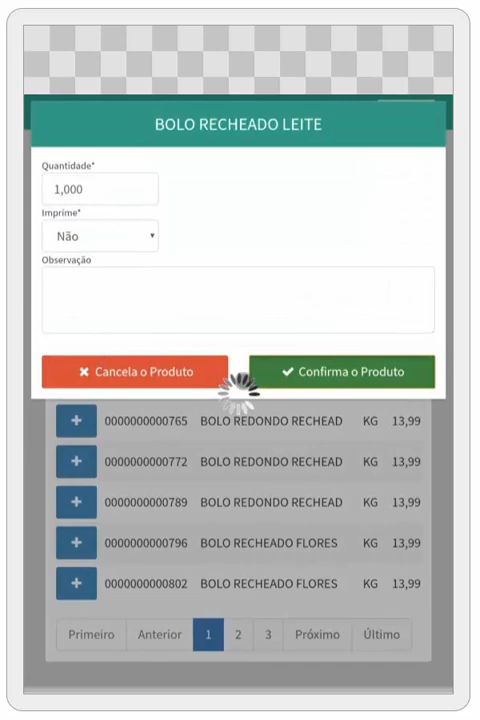 BOLO RECHEADO LEITE
Quantidade*
1,000
Imprime*
Não
Observação
Cancela o Produto
Confirma o Produto
0000000000765 BOLO REDONDO RECHEAD KG 13,99
0000000000772 BOLO REDONDO RECHEAD KG 13,99
0000000000789 BOLO REDONDO RECHEAD KG 13,99
0000000000796 BOLO RECHEADO FLORES KG 13,99
0000000000802 BOLO RECHEADO FLORES KG 13,99
Primeiro Anterior 1 2 3 Próximo Último